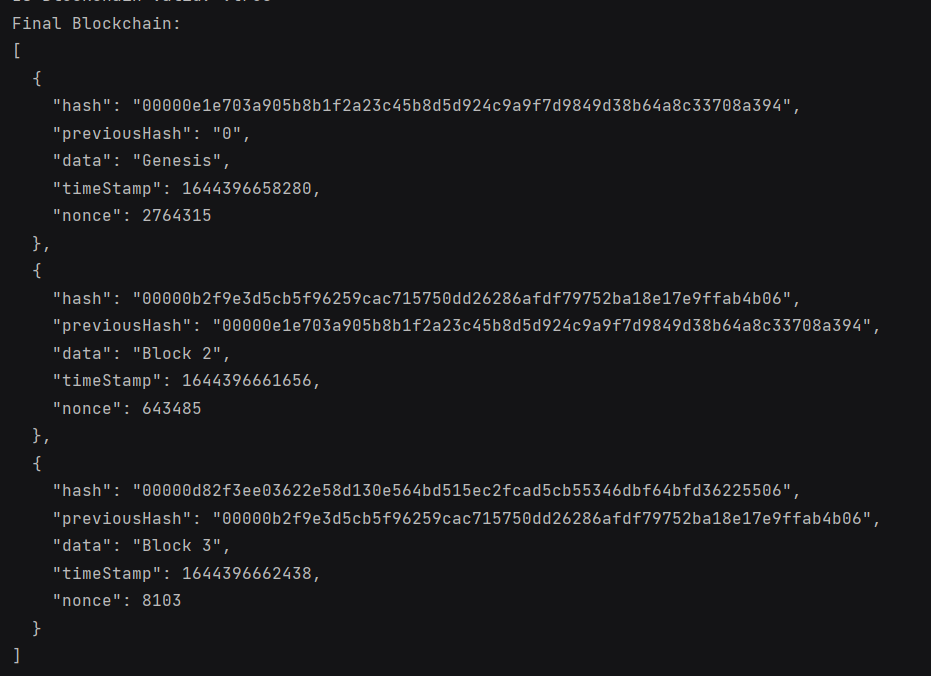 Final Blockchain:
[
  {
    "hash": "00000e1e703a905b8b1f2a23c45b8d5d924c9a9f7d9849d38b64a8c33708a394",
    "previousHash": "0",
    "data": "Genesis",
    "timeStamp": 1644396658280,
    "nonce": 2764315
  },
  {
    "hash": "00000b2f9e3d5cb5f96259cac715750dd26286afdf79752ba18e17e9ffab4b06",
    "previousHash": "00000e1e703a905b8b1f2a23c45b8d5d924c9a9f7d9849d38b64a8c33708a394",
    "data": "Block 2",
    "timeStamp": 1644396661656,
    "nonce": 643485
  },
  {
    "hash": "00000d82f3ee03622e58d130e564bd515ec2fcad5cb55346dbf64bfd36225506",
    "previousHash": "00000b2f9e3d5cb5f96259cac715750dd26286afdf79752ba18e17e9ffab4b06",
    "data": "Block 3",
    "timeStamp": 1644396662438,
    "nonce": 8103
  }
]